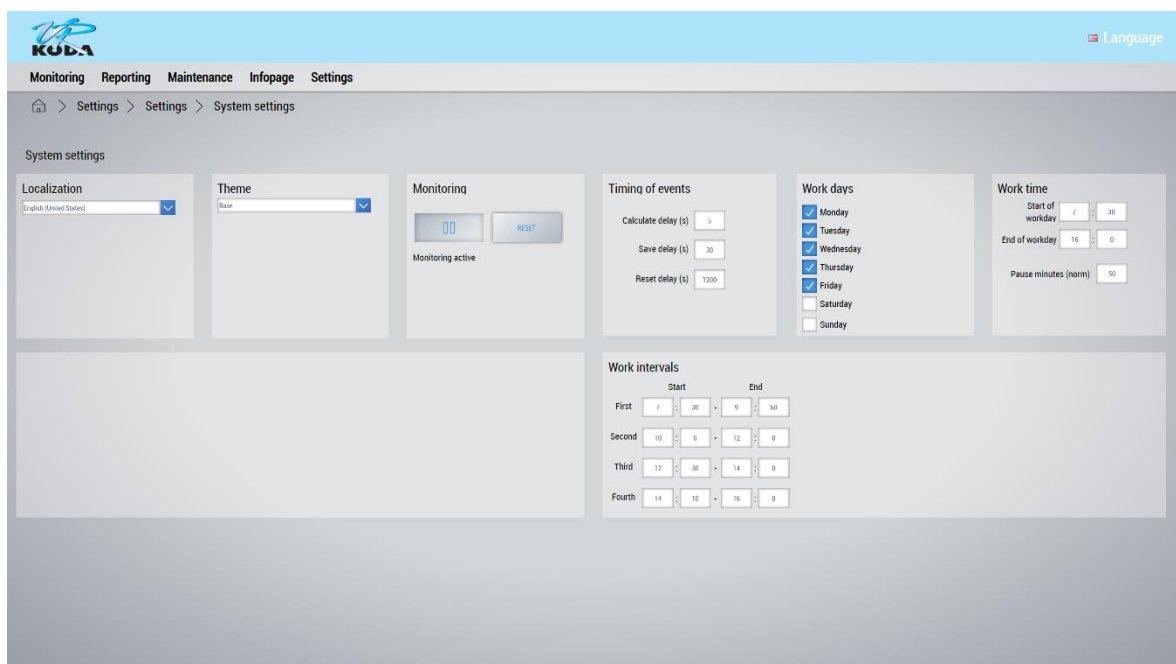 VP
KODA
Language
Monitoring Reporting Maintenance Infopage Settings
Settings > Settings > System settings
System settings
Localization
English (United States)
Theme
Base
Monitoring
RESET
Monitoring active
Timing of events
Calculate delay (s) 5
Save delay (s) 30
Reset delay (s) 1200
Work days
Monday
Tuesday
Wednesday
Thursday
Friday
Saturday
Sunday
Work time
Start of
workday 7 : 30
End of workday 16 : 0
Pause minutes (norm) 50
Work intervals
Start End
First 7 : 30 - 9 : 50
Second 10 : 0 - 12 : 0
Third 12 : 30 - 14 : 0
Fourth 14 : 10 - 16 : 0